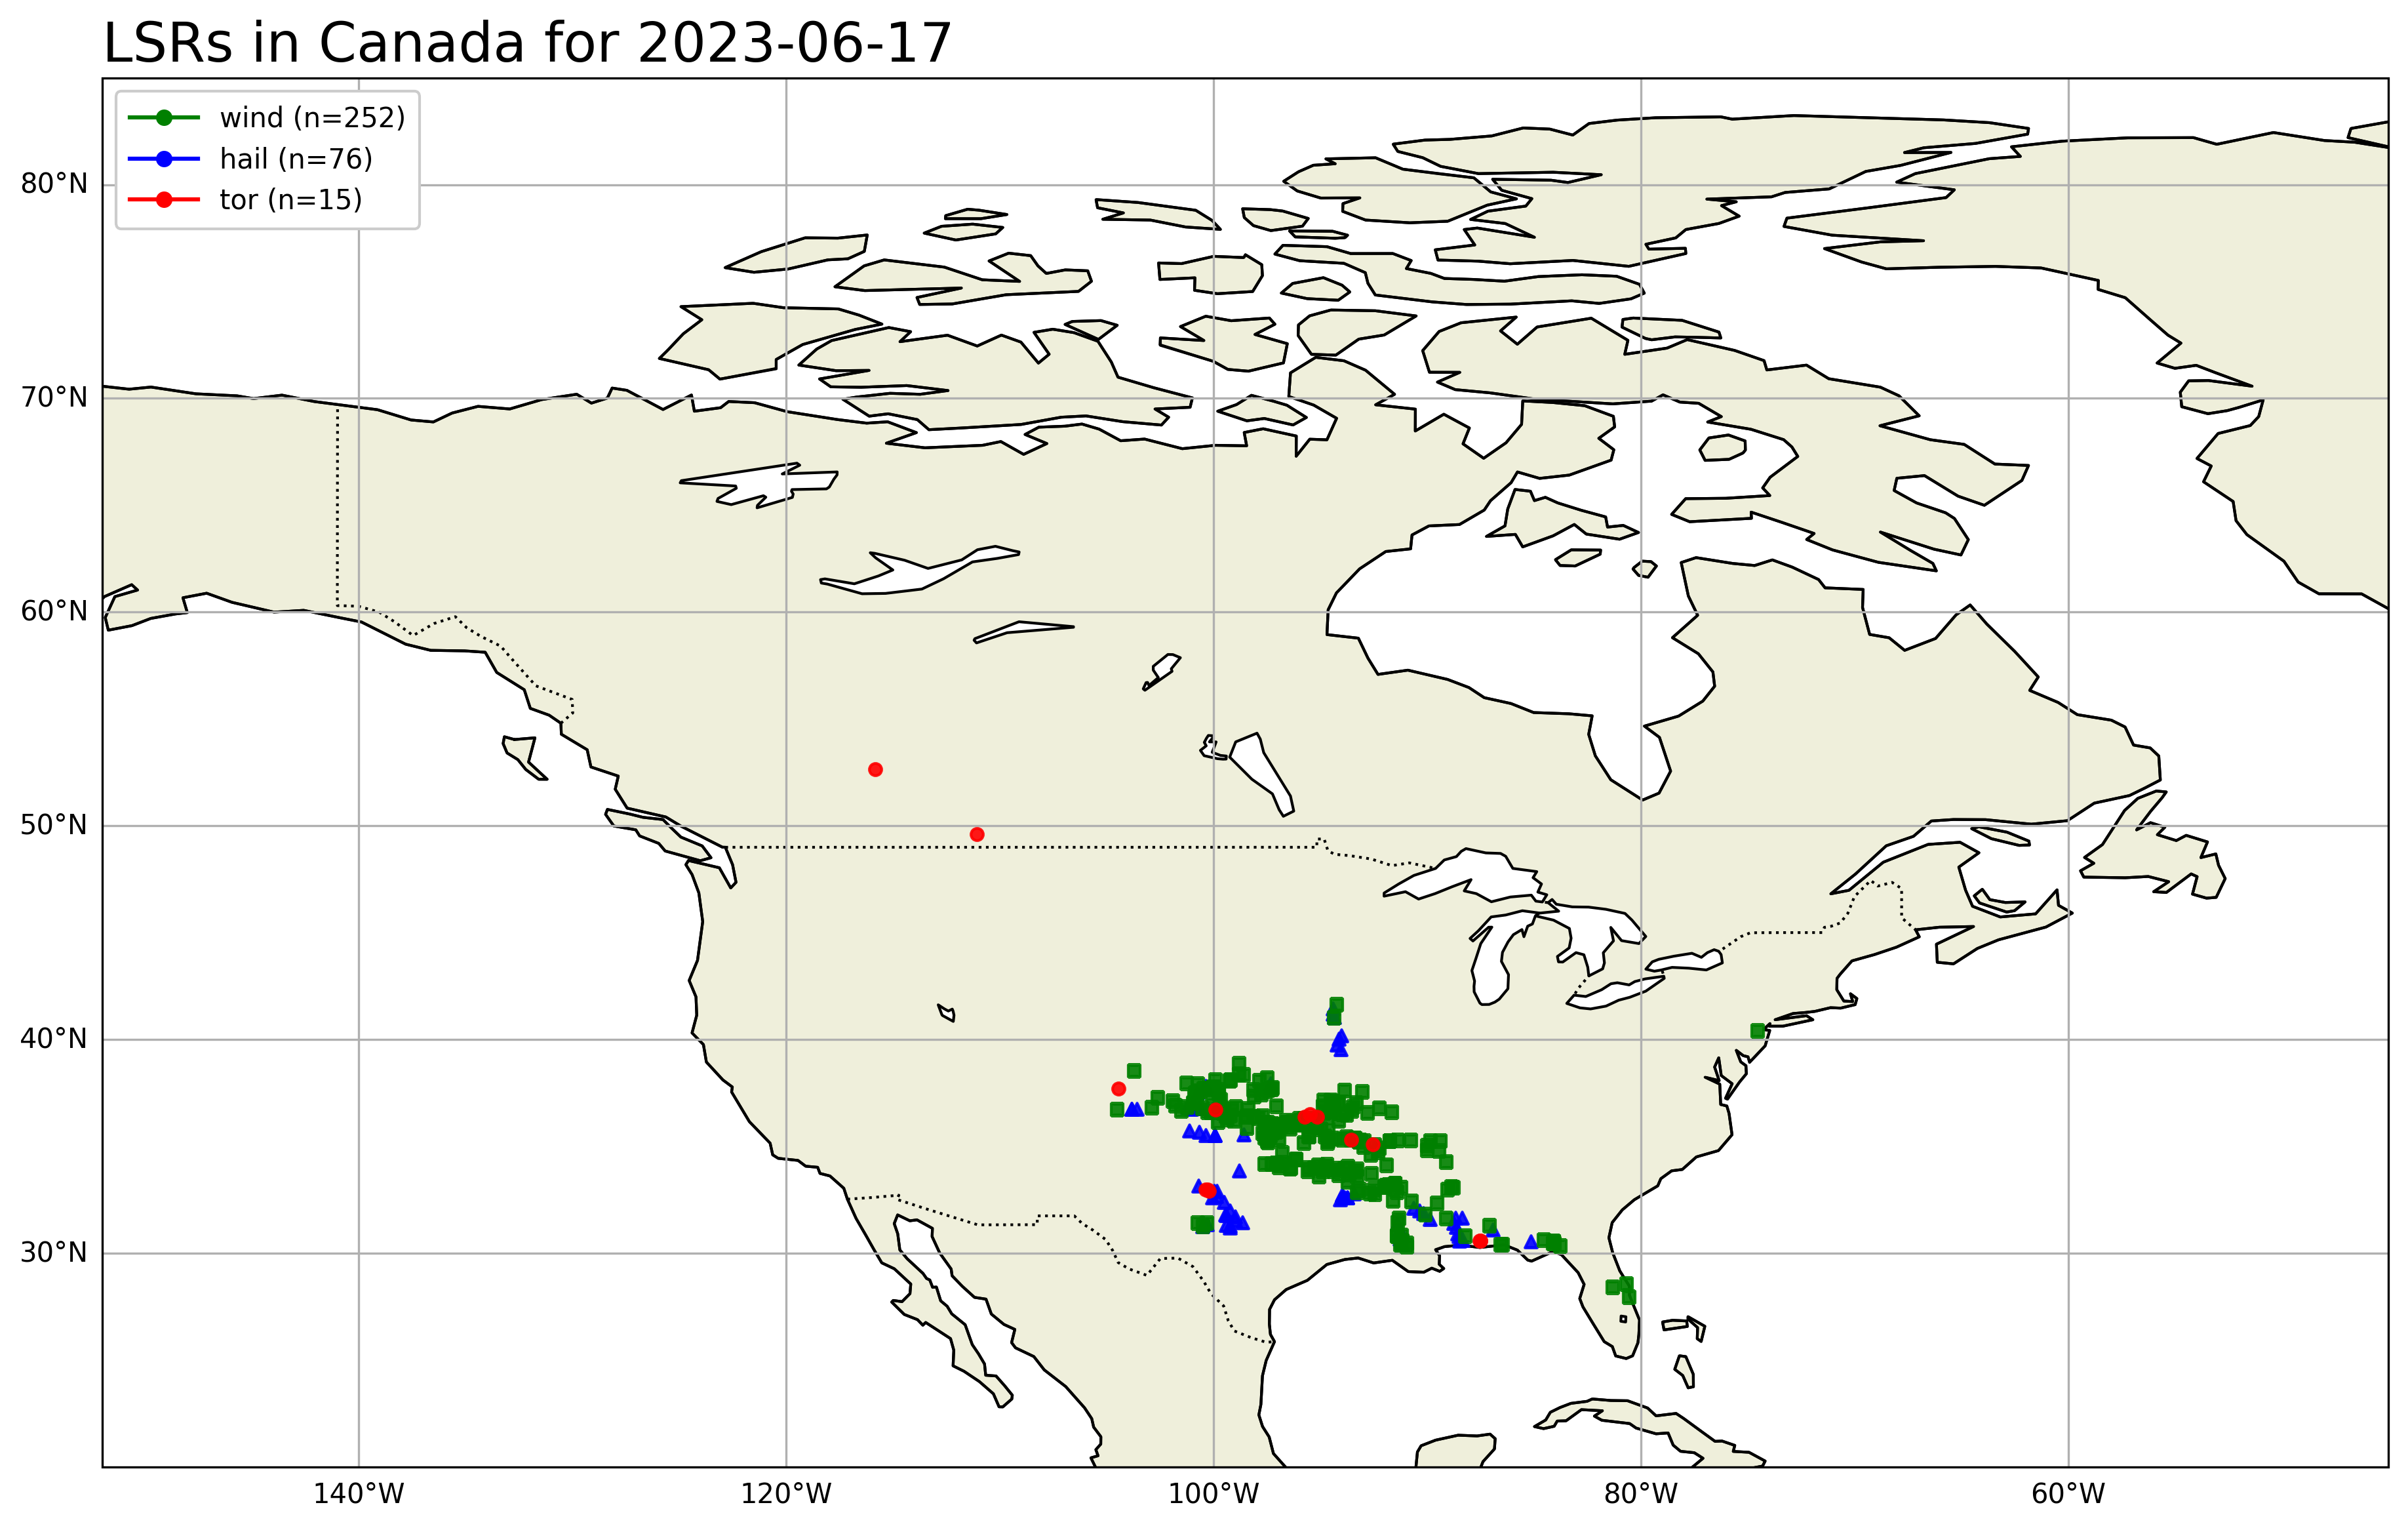 LSRs in Canada for 2023-06-17
wind (n=252)
hail (n=76)
tor (n=15)
80°N
70°N
60°N
50°N
40°N
30°N
140°W
120°W
100°W
80°W
60°W